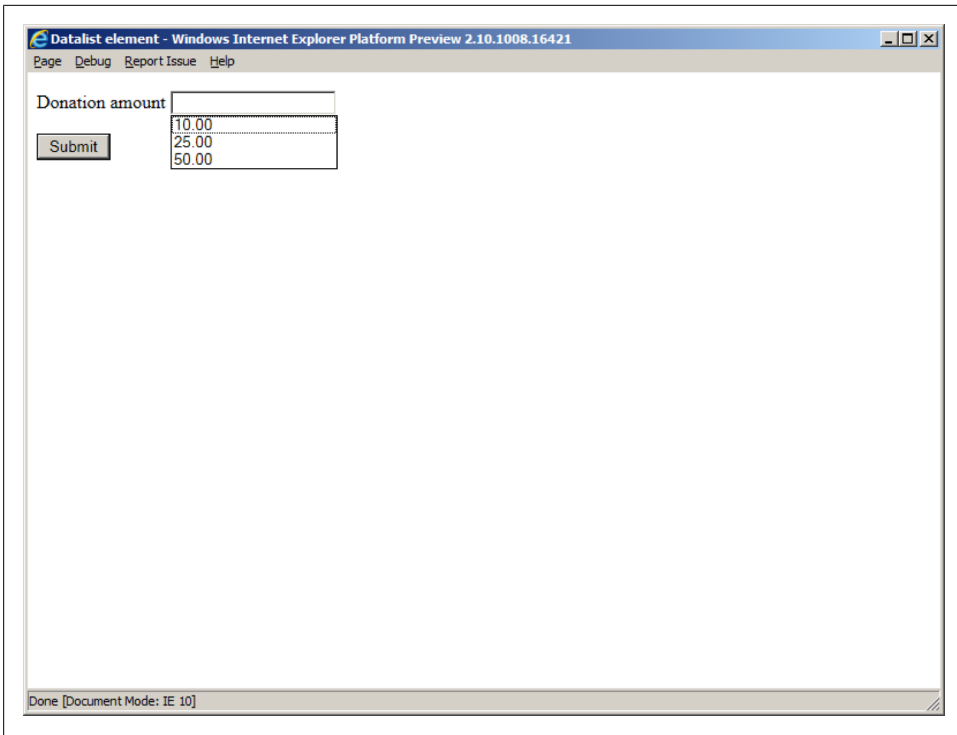 Datalist element - Windows Internet Explorer Platform Preview 2.10.1008.16421
Page Debug Report Issue Help
Donation amount
10.00
25.00
50.00
Submit
Done [Document Mode: IE 10]